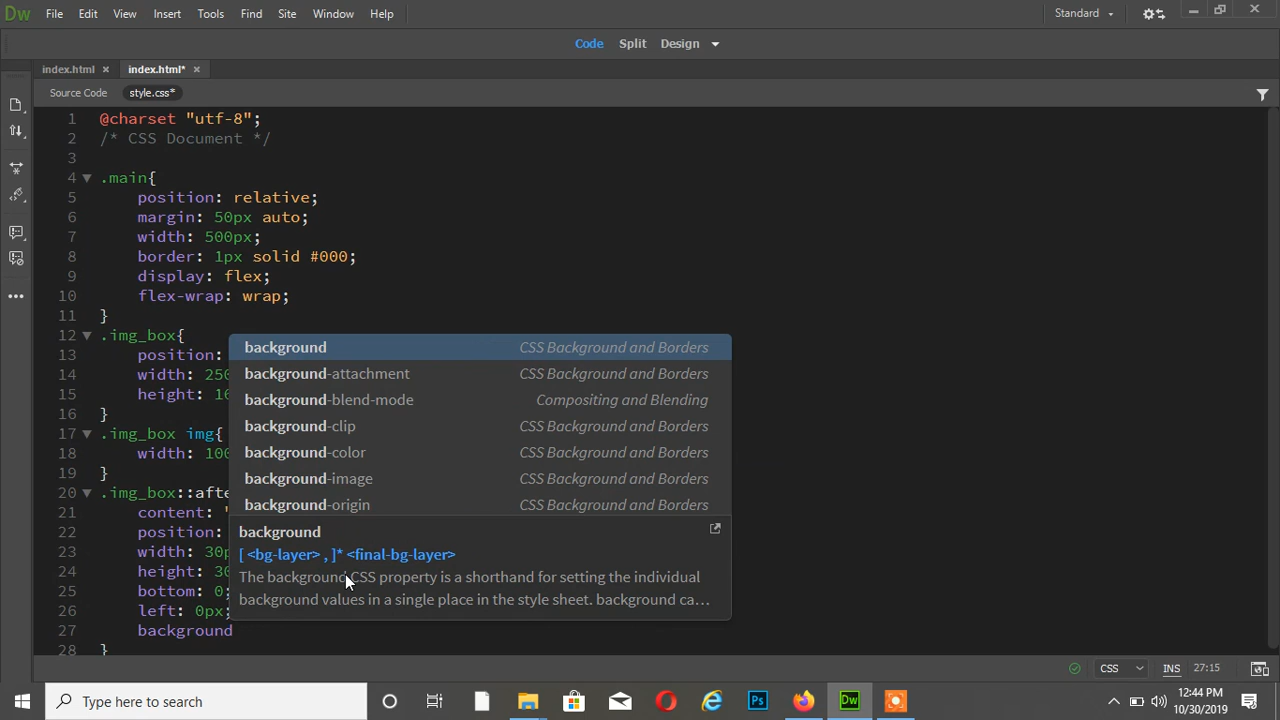 Dw File Edit View Insert Tools Find Site Window Help Standard
Code Split Design
index.html × index.html* ×
Source Code style.css*
1 @charset "utf-8";
2 /* CSS Document */
3
4 .main{
5 position: relative;
6 margin: 50px auto;
7 width: 500px;
8 border: 1px solid #000;
9 display: flex;
10 flex-wrap: wrap;
11 }
12 .img_box{
13 position:
14 width: 250
15 height: 16
16 }
17 .img_box img{
18 width: 100
19 }
20 .img_box::afte
21 content: '
22 position:
23 width: 30p
24 height: 30
25 bottom: 0;
26 left: 0px;
27 background
28 }
background CSS Background and Borders
background-attachment CSS Background and Borders
background-blend-mode Compositing and Blending
background-clip CSS Background and Borders
background-color CSS Background and Borders
background-image CSS Background and Borders
background-origin CSS Background and Borders
background
[ <bg-layer> , ]* <final-bg-layer>
The background CSS property is a shorthand for setting the individual
background values in a single place in the style sheet. background ca…
CSS INS 27:15
Type here to search
Ps Dw
12:44 PM
10/30/2019